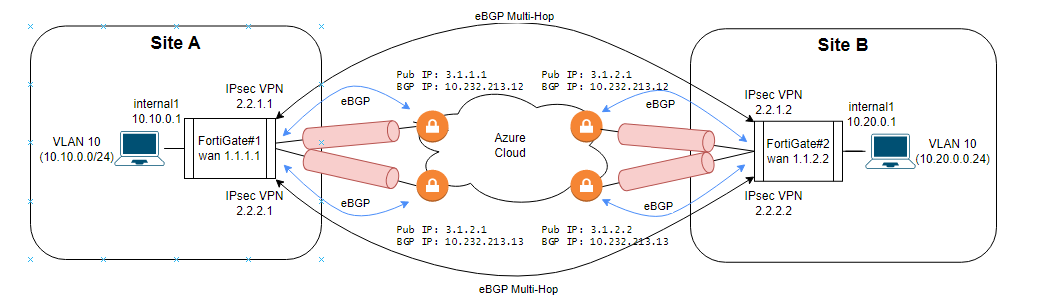 eBGP Multi-Hop
Site A
Site B
Pub IP: 3.1.1.1
BGP IP: 10.232.213.12
Pub IP: 3.1.2.1
BGP IP: 10.232.213.12
IPsec VPN
2.2.1.1
eBGP
eBGP
IPsec VPN
2.2.1.2
internal1
10.10.0.1
internal1
10.20.0.1
VLAN 10
(10.10.0.0/24)
FortiGate#1
wan 1.1.1.1
Azure
Cloud
FortiGate#2
wan 1.1.2.2
VLAN 10
(10.20.0.0.24)
IPsec VPN
2.2.2.1
eBGP
eBGP
IPsec VPN
2.2.2.2
Pub IP: 3.1.2.1
BGP IP: 10.232.213.13
Pub IP: 3.1.2.2
BGP IP: 10.232.213.13
eBGP Multi-Hop